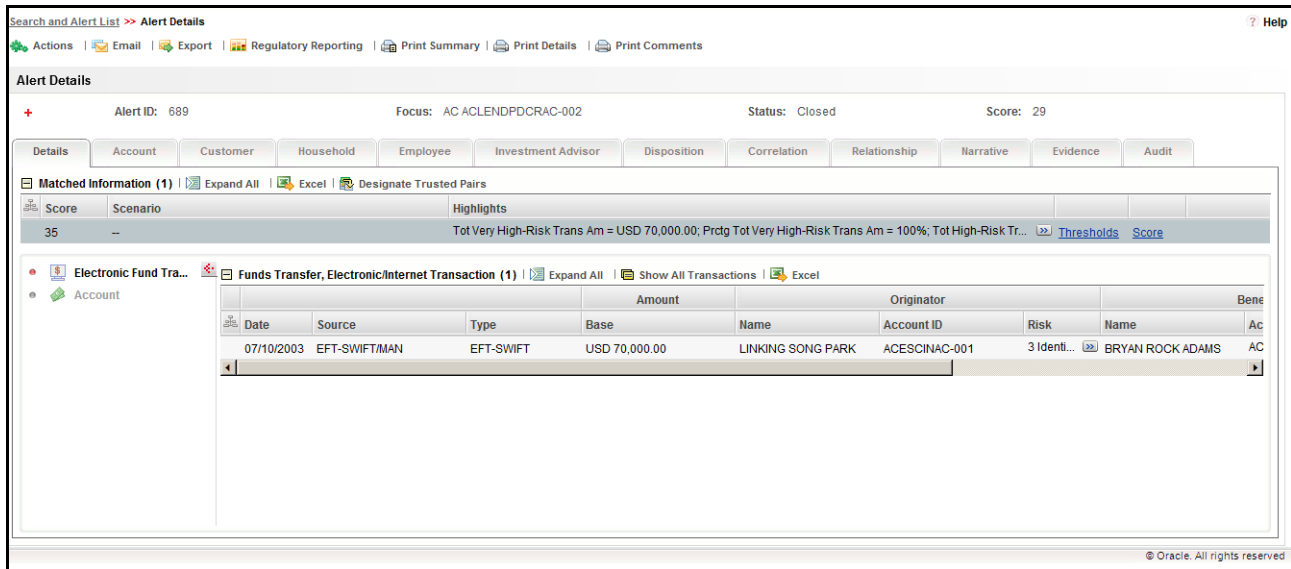 Search and Alert List >> Alert Details
? Help
Actions | Email | Export | Regulatory Reporting | Print Summary | Print Details | Print Comments
Alert Details
+ Alert ID: 689 Focus: AC ACLENDPDCRAC-002 Status: Closed Score: 29
Details Account Customer Household Employee Investment Advisor Disposition Correlation Relationship Narrative Evidence Audit
Matched Information (1) | Expand All | Excel | Designate Trusted Pairs
Score Scenario Highlights
35 -- Tot Very High-Risk Trans Am = USD 70,000.00; Prctg Tot Very High-Risk Trans Am = 100%; Tot High-Risk Tr... >> Thresholds Score
Electronic Fund Tra...
Account
Funds Transfer, Electronic/Internet Transaction (1) | Expand All | Show All Transactions | Excel
Amount Originator Bene
Date Source Type Base Name Account ID Risk Name Ac
07/10/2003 EFT-SWIFT/MAN EFT-SWIFT USD 70,000.00 LINKING SONG PARK ACESCINAC-001 3 Identi... >> BRYAN ROCK ADAMS AC
© Oracle. All rights reserved